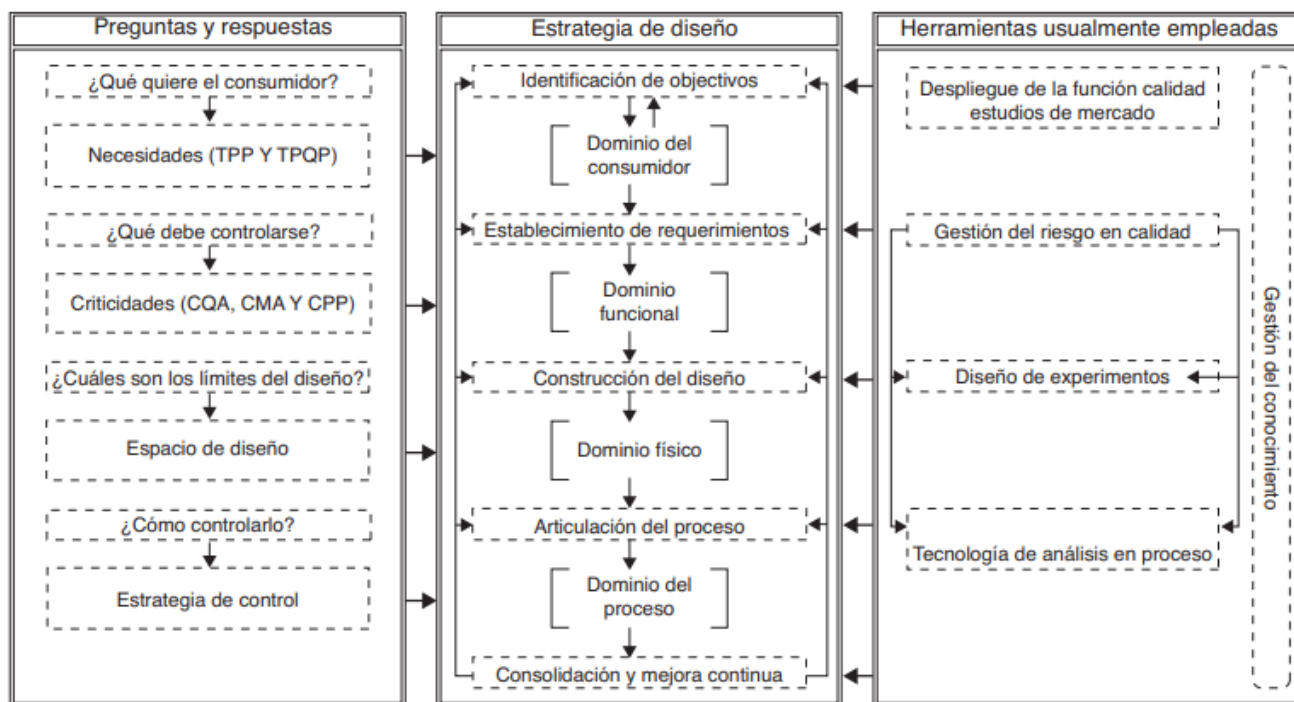 Preguntas y respuestas
¿Qué quiere el consumidor?
Necesidades (TPP Y TPQP)
¿Qué debe controlarse?
Criticidades (CQA, CMA Y CPP)
¿Cuáles son los límites del diseño?
Espacio de diseño
¿Cómo controlarlo?
Estrategia de control
Estrategia de diseño
Identificación de objectivos
Dominio del
consumidor
Establecimiento de requerimientos
Dominio
funcional
Construcción del diseño
Dominio físico
Articulación del proceso
Dominio del
proceso
Consolidación y mejora continua
Herramientas usualmente empleadas
Despliegue de la función calidad
estudios de mercado
Gestión del riesgo en calidad
Diseño de experimentos
Tecnología de análisis en proceso
Gestión del conocimiento